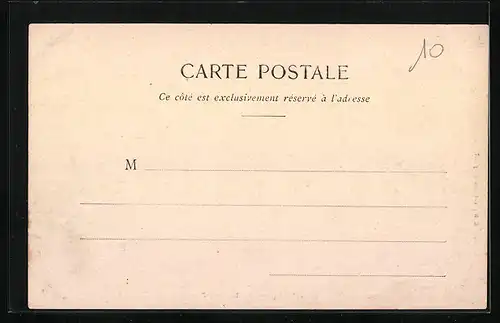 10
CARTE POSTALE
Ce côté est exclusivement réservé à l'adresse
M